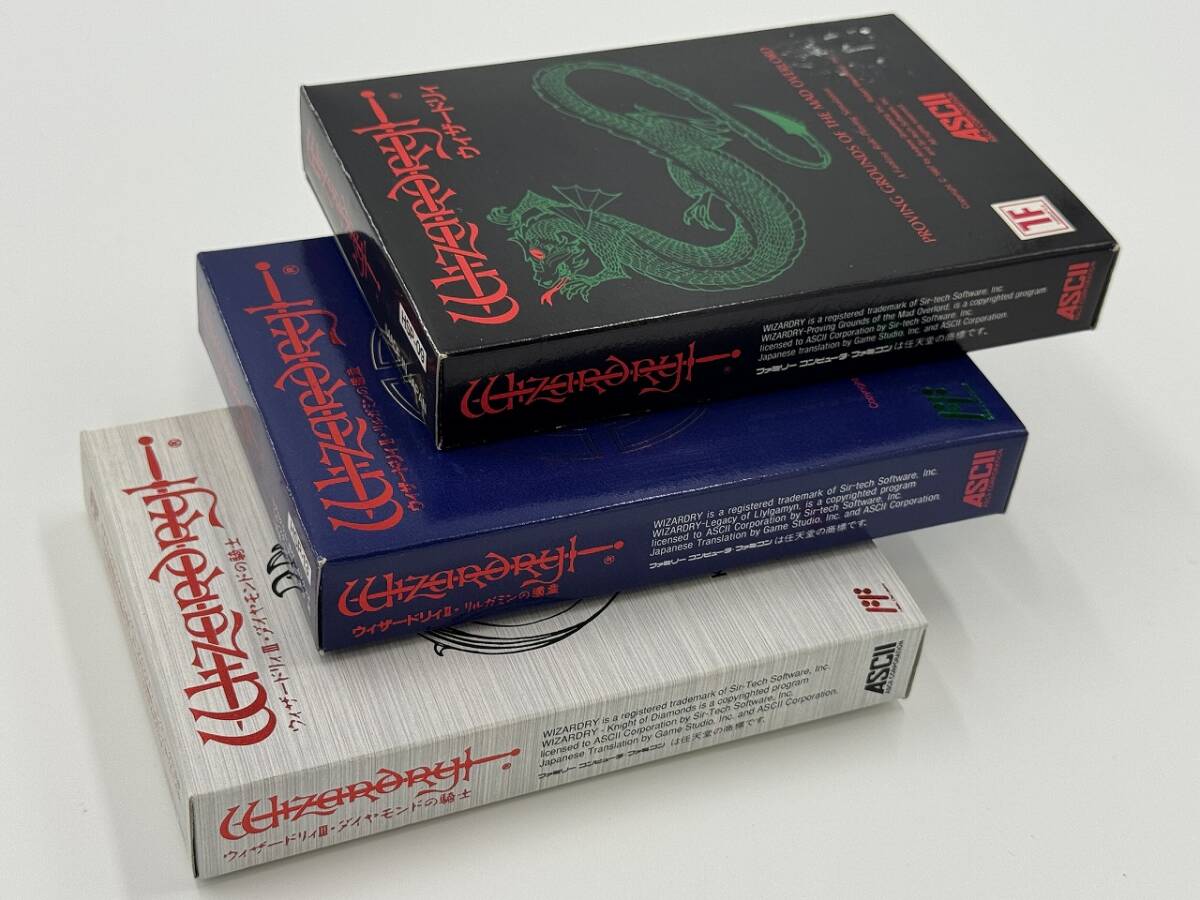 WIZARDRY!®
ウィザードリィ
PROVING GROUNDS OF THE MAD OVERLORD
A Fantasy Role-Playing Simulation
ASCII
ASCII CORPORATION
HSP-08
WIZARDRY!®
WIZARDRY is a registered trademark of Sir-tech Software, Inc.
WIZARDRY-Proving Grounds of the Mad Overlord, is a copyrighted program
licensed to ASCII Corporation by Sir-tech Software, Inc.
Japanese translation by Game Studio, Inc. and ASCII Corporation.
ファミリー コンピュータ・ファミコンは任天堂の商標です。
ASCII
WIZARDRY!®
ウィザードリィⅡ・リルガミンの遺産
Copyright
WIZARDRY!®
ウィザードリィⅡ・リルガミンの遺産
WIZARDRY is a registered trademark of Sir-tech Software, Inc.
WIZARDRY-Legacy of Llylgamyn, is a copyrighted program
licensed to ASCII Corporation by Sir-tech Software, Inc.
Japanese Translation by Game Studio, Inc. and ASCII Corporation.
ファミリー コンピュータ・ファミコンは任天堂の商標です。
ASCII
WIZARDRY!®
ウィザードリィⅢ・ダイヤモンドの騎士
WIZARDRY!®
ウィザードリィⅢ・ダイヤモンドの騎士
WIZARDRY is a registered trademark of Sir-Tech Software, Inc.
WIZARDRY - Knight of Diamonds is a copyrighted program
licensed to ASCII Corporation by Sir-Tech Software, Inc.
Japanese Translation by Game Studio, Inc. and ASCII Corporation.
ファミリー コンピュータ・ファミコン は任天堂の商標です。
ASCII
ASCII CORPORATION